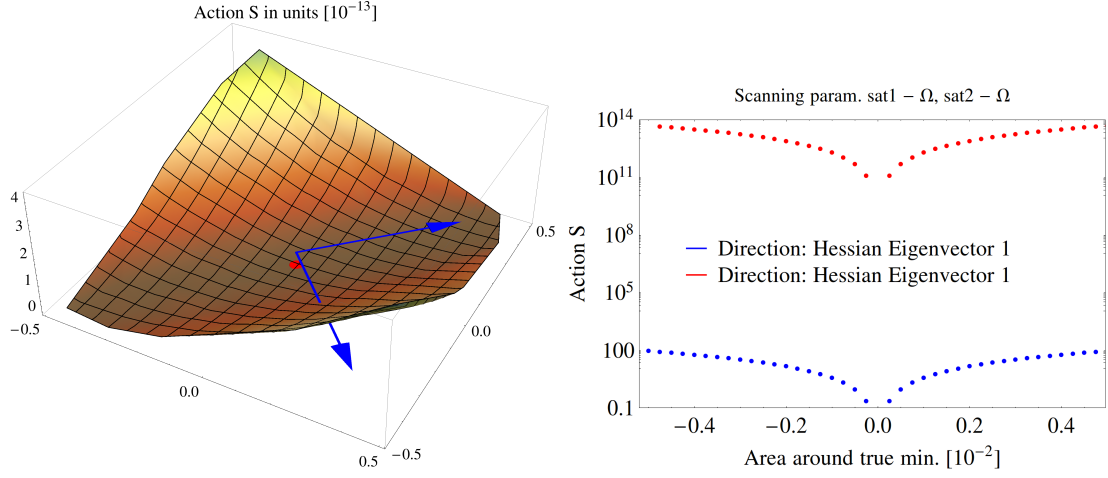 Action S in units [10^-13]
4
3
2
1
0
-0.5
0.0
0.5
-0.5
0.0
0.5
Scanning param. sat1 − Ω, sat2 − Ω
10^14
10^11
10^8
10^5
100
0.1
Action S
Direction: Hessian Eigenvector 1
Direction: Hessian Eigenvector 1
−0.4 −0.2 0.0 0.2 0.4
Area around true min. [10^-2]